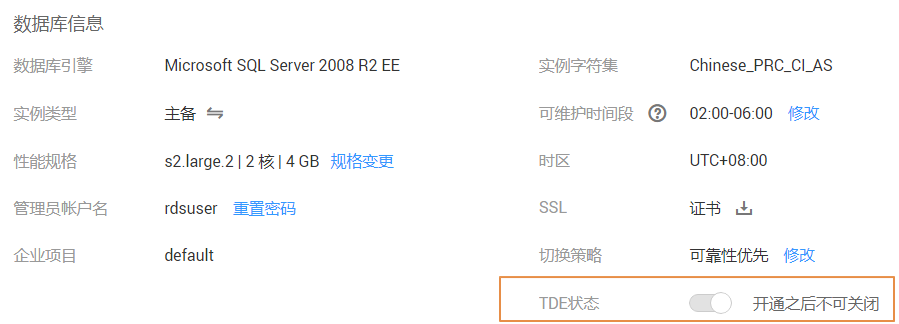 数据库信息
数据库引擎 Microsoft SQL Server 2008 R2 EE 实例字符集 Chinese_PRC_CI_AS
实例类型 主备 可维护时间段 02:00-06:00 修改
性能规格 s2.large.2 | 2 核 | 4 GB 规格变更 时区 UTC+08:00
管理员帐户名 rdsuser 重置密码 SSL 证书
企业项目 default 切换策略 可靠性优先 修改
TDE状态 开通之后不可关闭